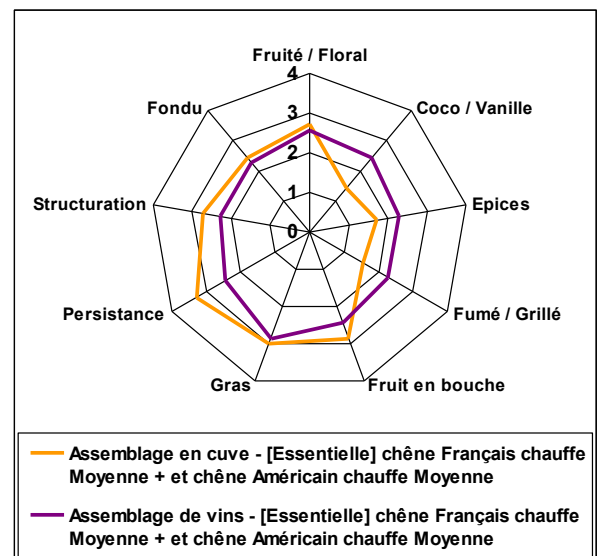 Fruité / Floral
4
Fondu
Coco / Vanille
3
2
Structuration
Epices
1
0
Persistance
Fumé / Grillé
Gras
Fruit en bouche
Assemblage en cuve - [Essentielle] chêne Français chauffe
Moyenne + et chêne Américain chauffe Moyenne
Assemblage de vins - [Essentielle] chêne Français chauffe
Moyenne + et chêne Américain chauffe Moyenne